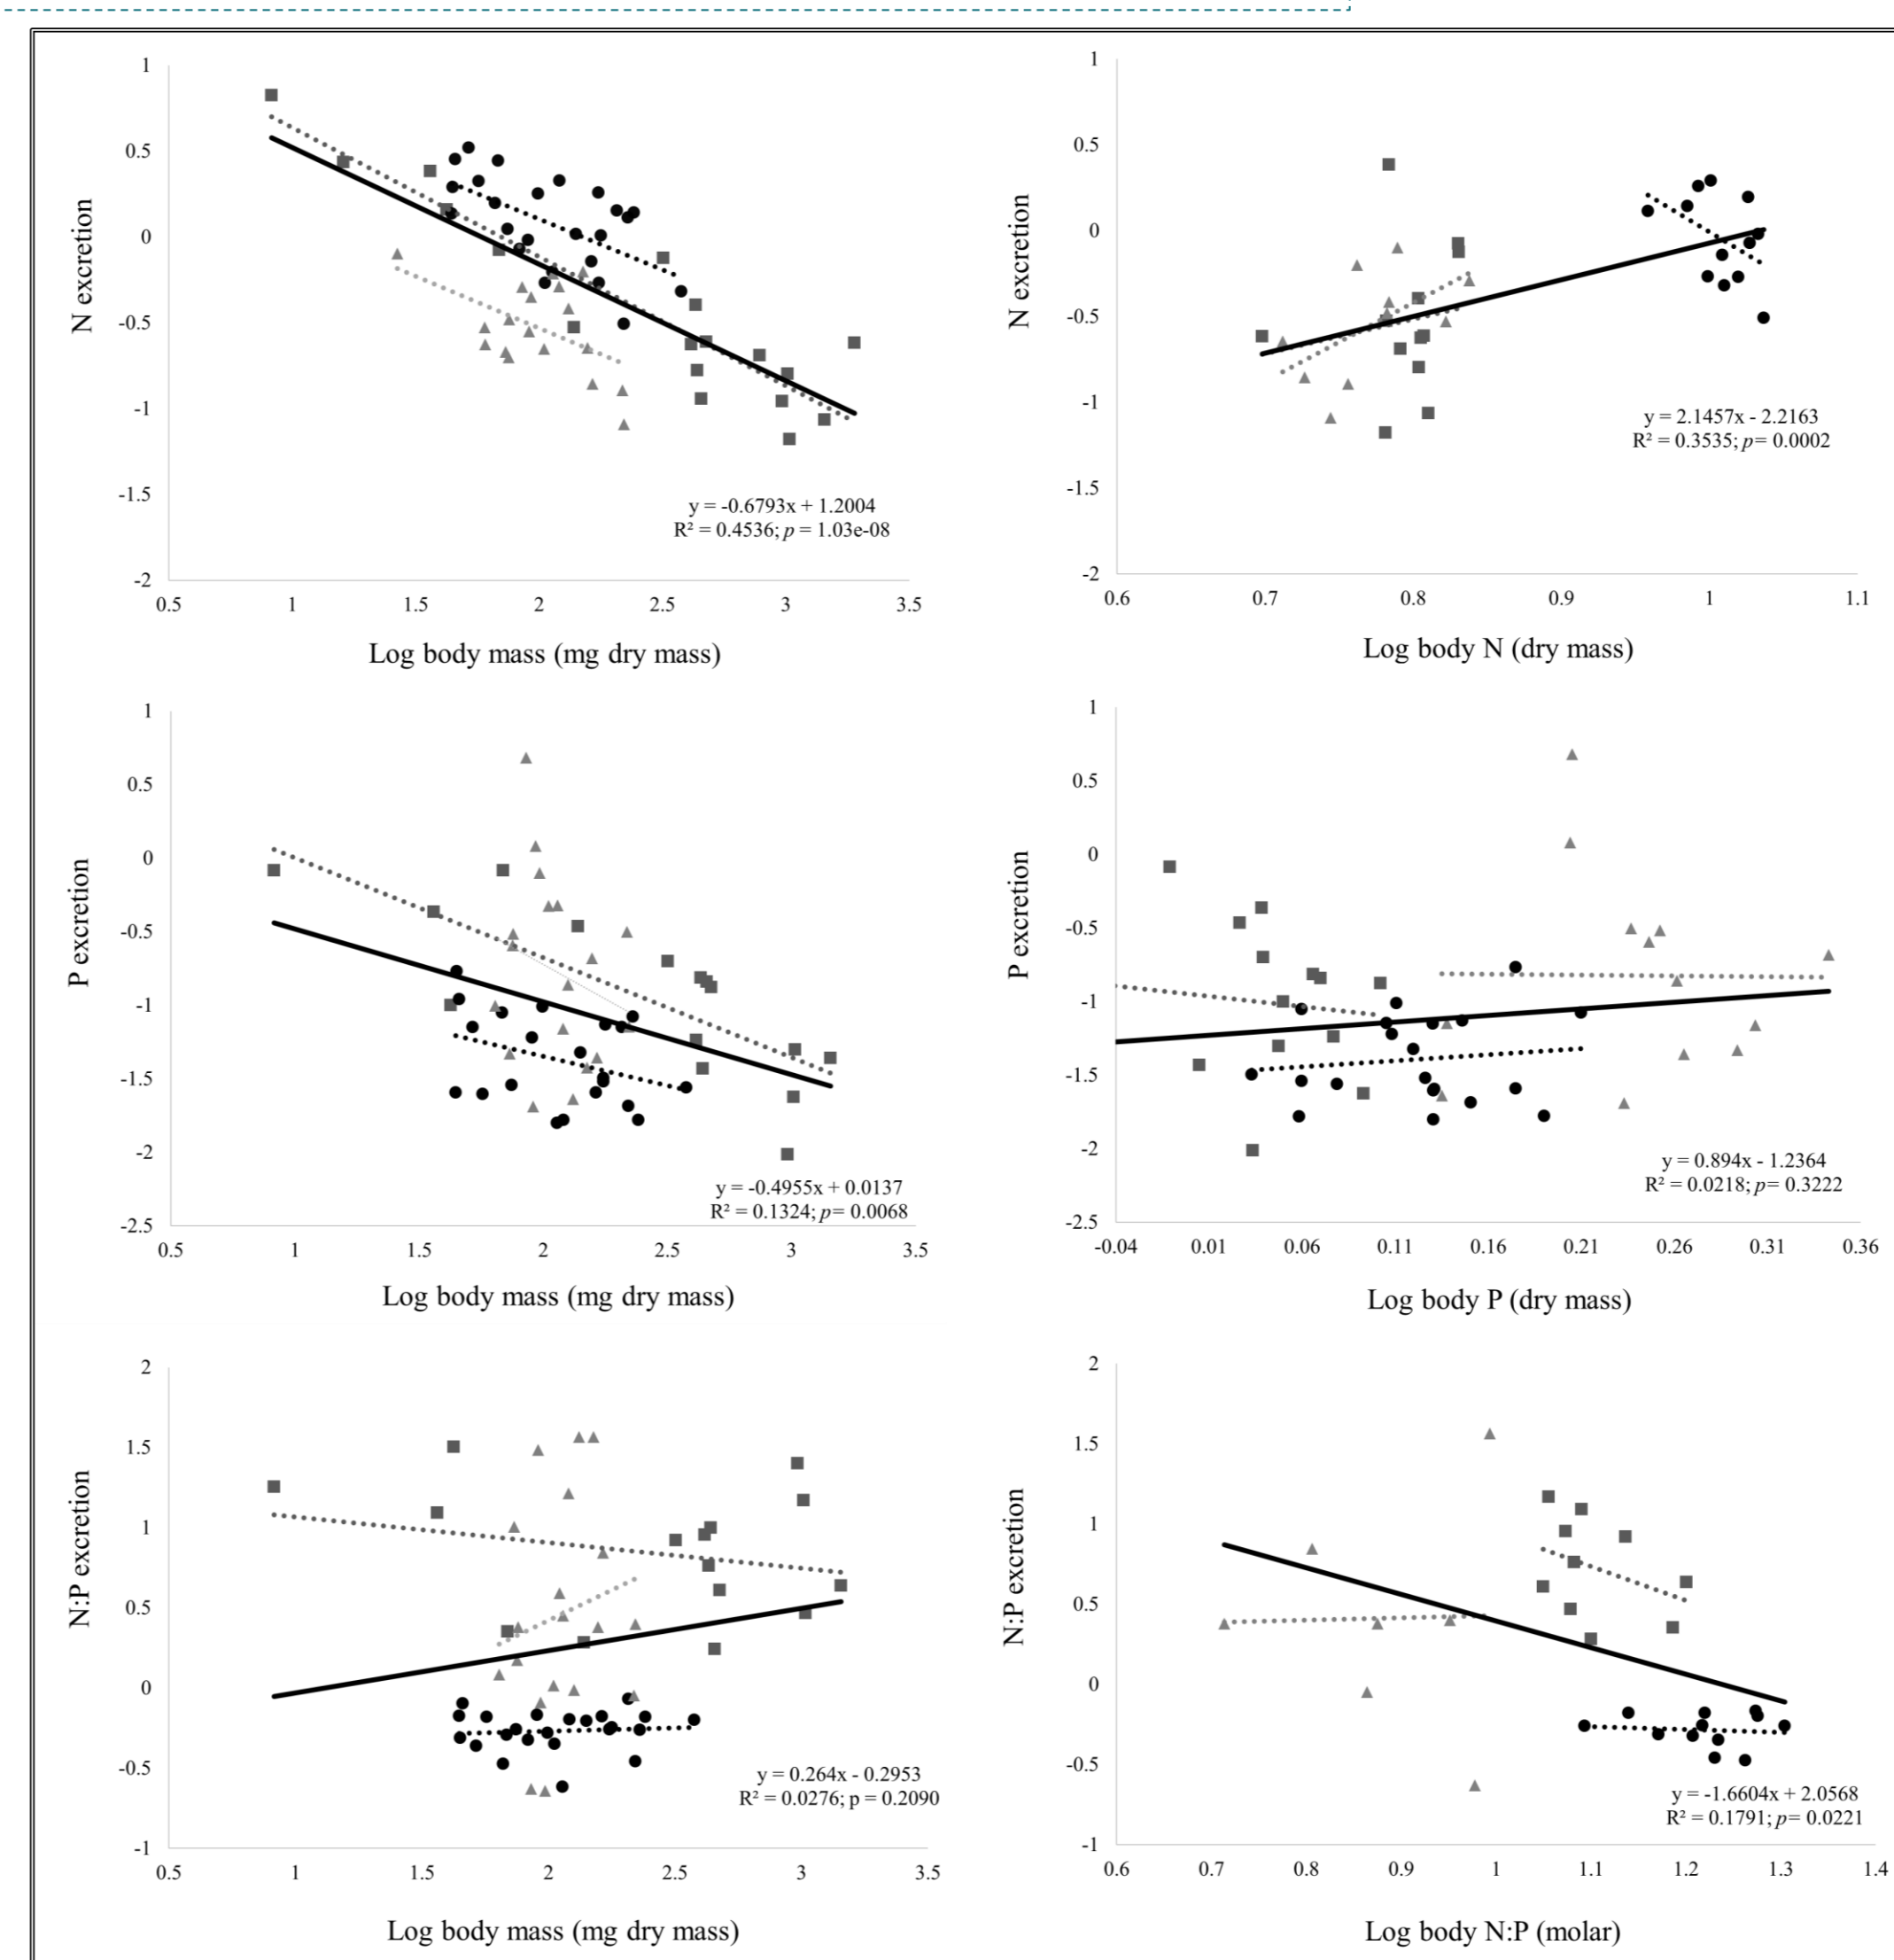 1
0.5
0
-0.5
-1
-1.5
-2
N excretion
0.5 1 1.5 2 2.5 3 3.5
Log body mass (mg dry mass)
y = -0.6793x + 1.2004
R² = 0.4536; p = 1.03e-08
1
0.5
0
-0.5
-1
-1.5
-2
N excretion
0.6 0.7 0.8 0.9 1 1.1
Log body N (dry mass)
y = 2.1457x - 2.2163
R² = 0.3535; p= 0.0002
1
0.5
0
-0.5
-1
-1.5
-2
-2.5
P excretion
0.5 1 1.5 2 2.5 3 3.5
Log body mass (mg dry mass)
y = -0.4955x + 0.0137
R² = 0.1324; p= 0.0068
1
0.5
0
-0.5
-1
-1.5
-2
-2.5
P excretion
-0.04 0.01 0.06 0.11 0.16 0.21 0.26 0.31 0.36
Log body P (dry mass)
y = 0.894x - 1.2364
R² = 0.0218; p= 0.3222
2
1.5
1
0.5
0
-0.5
-1
N:P excretion
0.5 1 1.5 2 2.5 3 3.5
Log body mass (mg dry mass)
y = 0.264x - 0.2953
R² = 0.0276; p = 0.2090
2
1.5
1
0.5
0
-0.5
-1
N:P excretion
0.6 0.7 0.8 0.9 1 1.1 1.2 1.3 1.4
Log body N:P (molar)
y = -1.6604x + 2.0568
R² = 0.1791; p= 0.0221